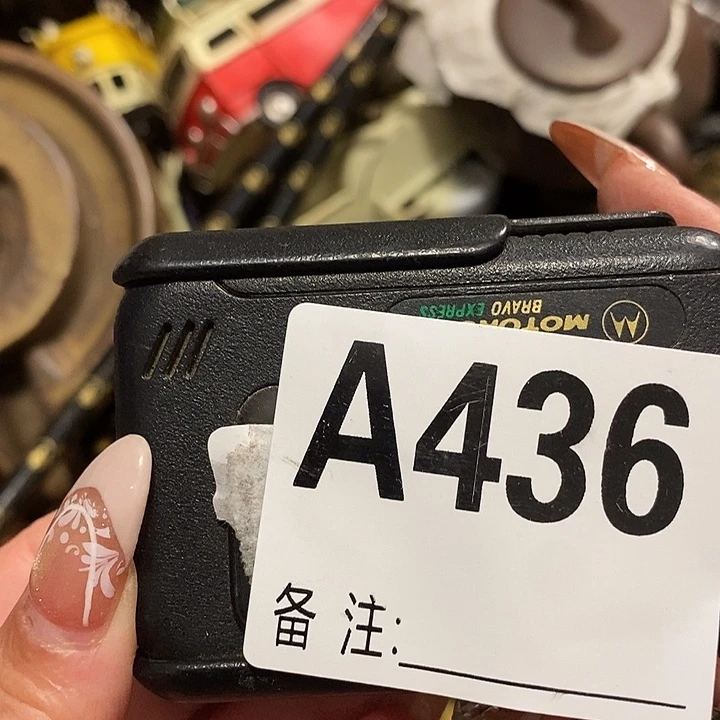 MOTOROLA
BRAVO EXPRESS
A436
备 注: